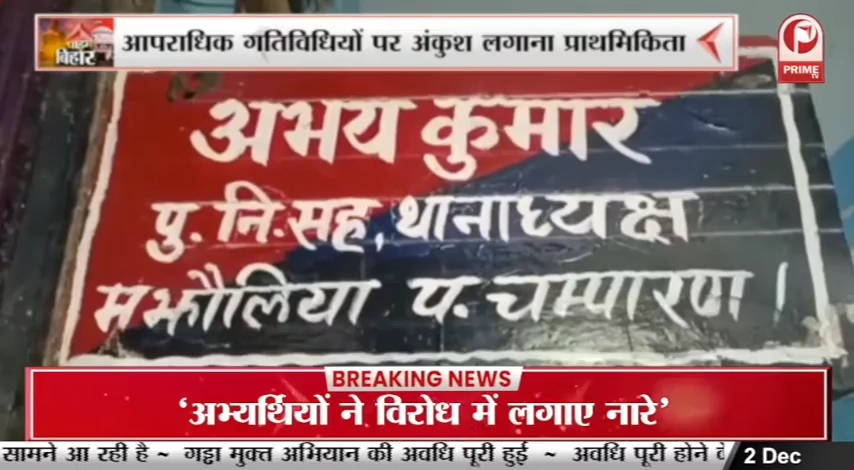 पाइम बिहार
आपराधिक गतिविधियों पर अंकुश लगाना प्राथमिकिता
P
PRIME TV
अभय कुमार
पु. नि. सह, थानाध्यक्ष
मझौलिया प. चम्पारण।
BREAKING NEWS
‘अभ्यर्थियों ने विरोध में लगाए नारे’
सामने आ रही है ~ गड्ढा मुक्त अभियान की अवधि पूरी हुई ~ अवधि पूरी होने
2 Dec